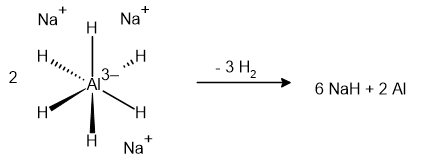 Na+ Na+
H
H H
2 Al3– - 3 H2 6 NaH + 2 Al
H H
H
Na+